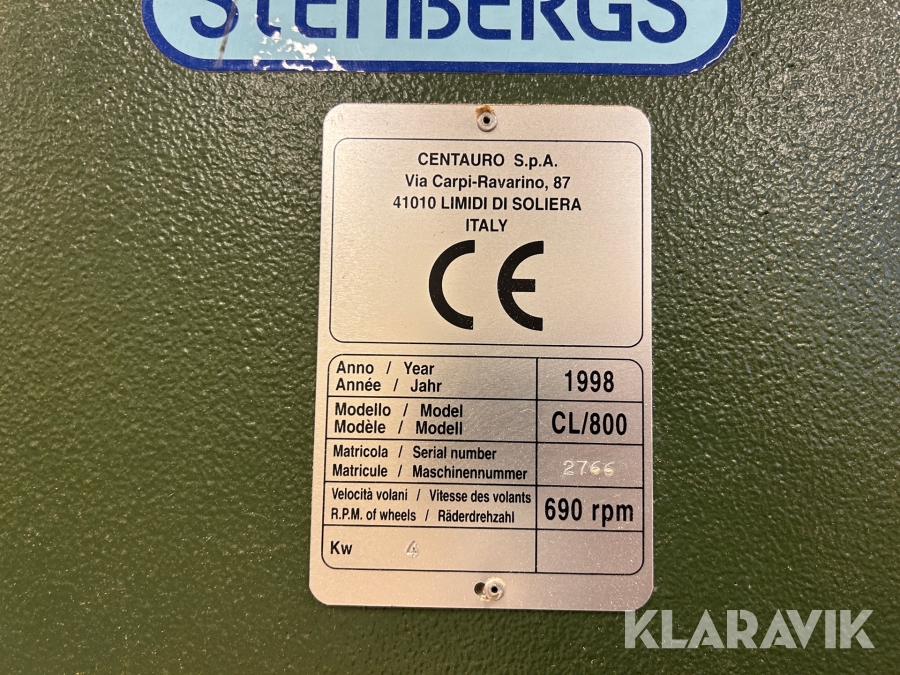 STENBERGS
CENTAURO S.p.A.
Via Carpi-Ravarino, 87
41010 LIMIDI DI SOLIERA
ITALY
CE
Anno / Year
Année / Jahr
1998
Modello / Model
Modèle / Modell
CL/800
Matricola / Serial number
Matricule / Maschinennummer
2766
Velocità volani / Vitesse des volants
R.P.M. of wheels / Räderdrehzahl
690 rpm
Kw 4
KLARAVIK